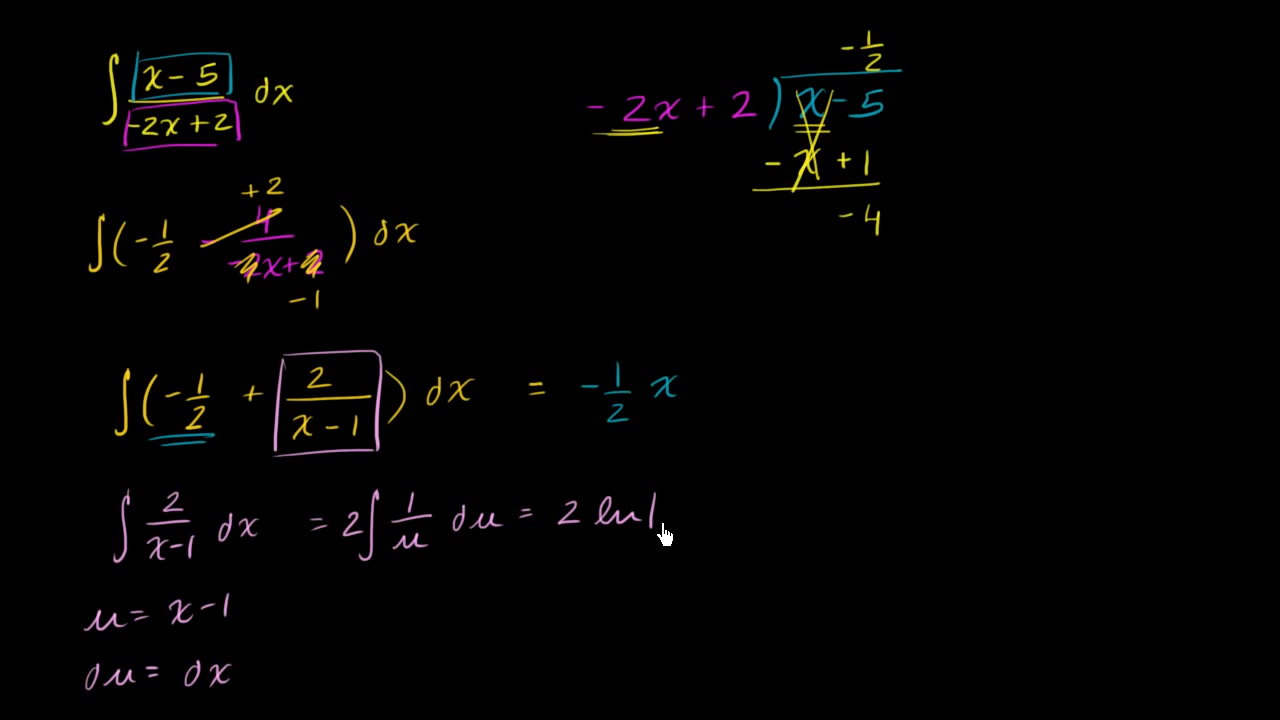 ∫ (x - 5)/(-2x + 2) dx
-1/2
-2x + 2 ) x - 5
- x + 1
-4
+2
∫ ( -1/2 - 4/(-2x + 2) ) dx
-1
∫ ( -1/2 + 2/(x - 1) ) dx = -1/2 x
∫ 2/(x-1) dx = 2∫ 1/u du = 2 ln|
u = x - 1
du = dx